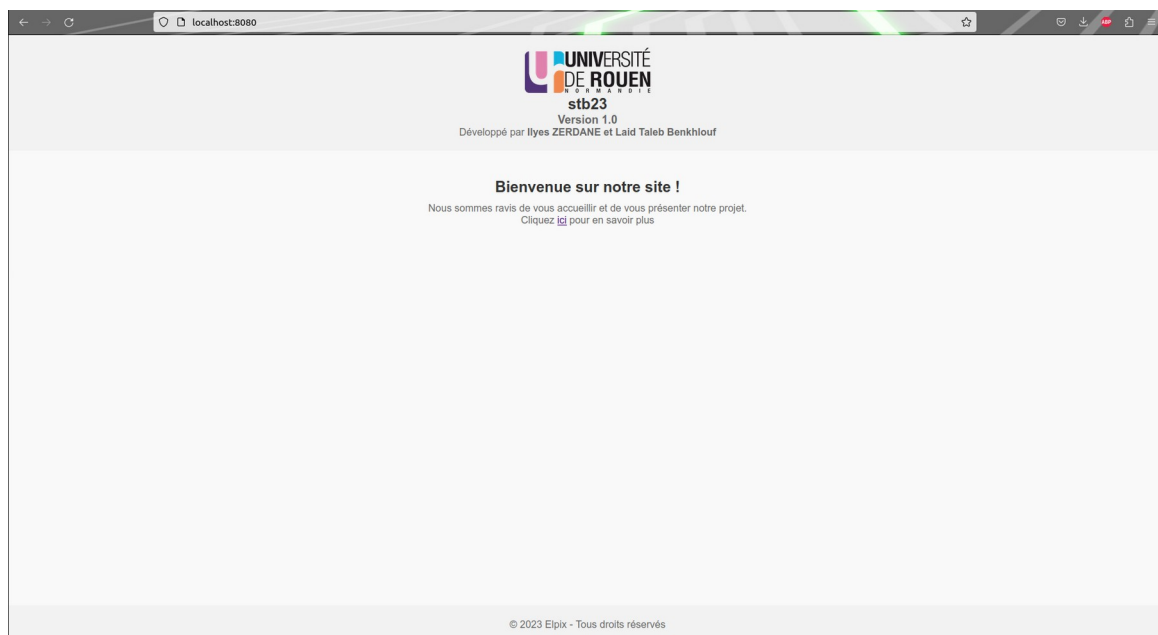 localhost:8080
ABP
UNIVERSITÉ
DE ROUEN
NORMANDIE
stb23
Version 1.0
Développé par Ilyes ZERDANE et Laid Taleb Benkhlouf
Bienvenue sur notre site !
Nous sommes ravis de vous accueillir et de vous présenter notre projet.
Cliquez ici pour en savoir plus
© 2023 Elpix - Tous droits réservés